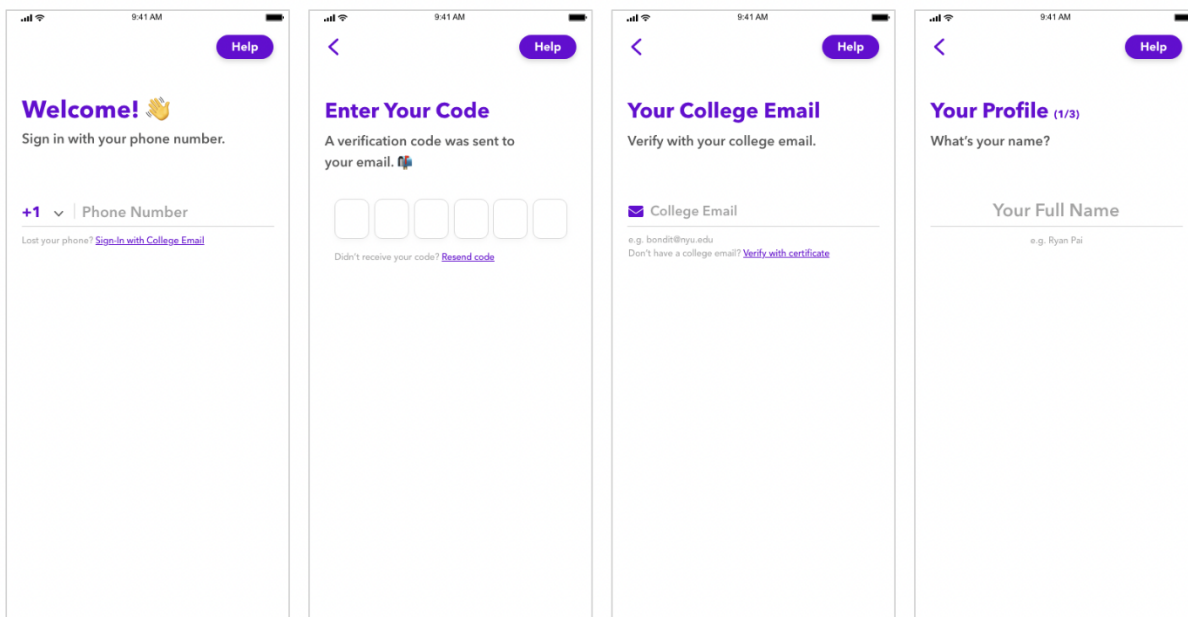 9:41 AM
Help
Welcome! 👋
Sign in with your phone number.
+1 Phone Number
Lost your phone? Sign-In with College Email
9:41 AM
Help
Enter Your Code
A verification code was sent to
your email. 📬
Didn't receive your code? Resend code
9:41 AM
Help
Your College Email
Verify with your college email.
College Email
e.g. bondit@nyu.edu
Don't have a college email? Verify with certificate
9:41 AM
Help
Your Profile (1/3)
What's your name?
Your Full Name
e.g. Ryan Pai